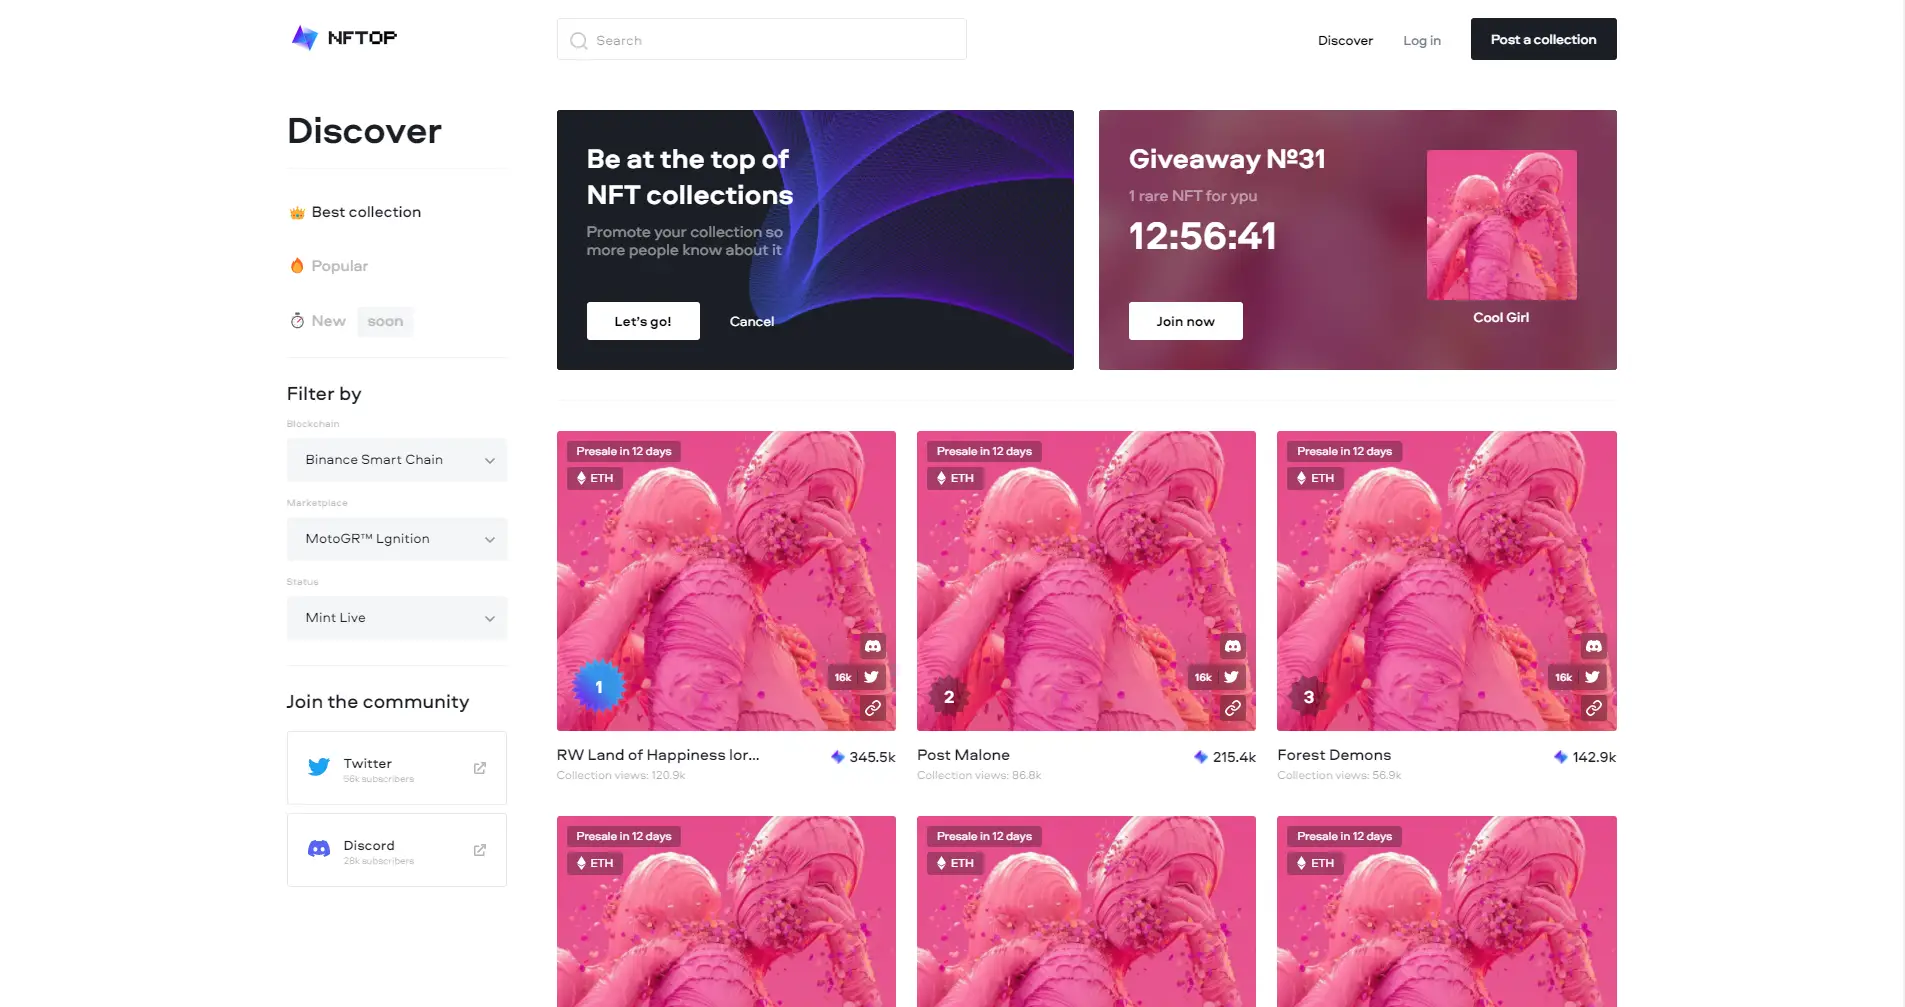 NFTOP
Search
Discover
Log in
Post a collection
Discover
Best collection
Popular
New
soon
Filter by
Blockchain
Binance Smart Chain
Marketplace
MotoGR™ Lgnition
Status
Mint Live
Join the community
Twitter
56k subscribers
Discord
28k subscribers
Be at the top of
NFT collections
Promote your collection so
more people know about it
Let's go!
Cancel
Giveaway №31
1 rare NFT for ypu
12:56:41
Join now
Cool Girl
Presale in 12 days
ETH
16k
1
RW Land of Happiness lor...
345.5k
Collection views: 120.9k
Presale in 12 days
ETH
16k
2
Post Malone
215.4k
Collection views: 86.8k
Presale in 12 days
ETH
16k
3
Forest Demons
142.9k
Collection views: 56.9k
Presale in 12 days
ETH
Presale in 12 days
ETH
Presale in 12 days
ETH